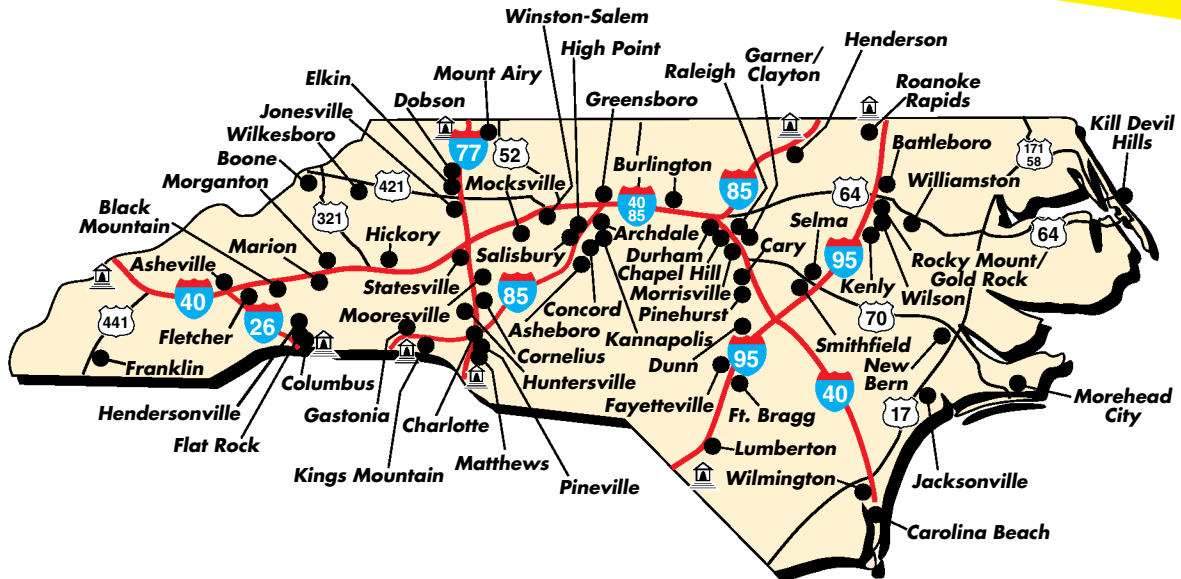 Winston-Salem
High Point
Garner/
Clayton
Henderson
Raleigh
Roanoke
Rapids
Elkin
Mount Airy
Dobson
Greensboro
Jonesville
Wilkesboro
Boone
Morganton
Black
Mountain
Kill Devil
Hills
Battleboro
77
52
421
321
Mocksville
Burlington
40
85
85
64
171
58
Williamston
Marion
Hickory
Salisbury
Archdale
Durham
Chapel Hill
Cary
Selma
64
Asheville
Statesville
85
Concord
Morrisville
95
Kenly
Rocky Mount/
Gold Rock
Wilson
40
26
441
Fletcher
Mooresville
Asheboro
Pinehurst
Kannapolis
70
Franklin
Columbus
Cornelius
Huntersville
Dunn
95
Smithfield
New
Bern
Hendersonville
Gastonia
Charlotte
Fayetteville
Ft. Bragg
40
17
Morehead
City
Flat Rock
Kings Mountain
Matthews
Pineville
Lumberton
Wilmington
Jacksonville
Carolina Beach